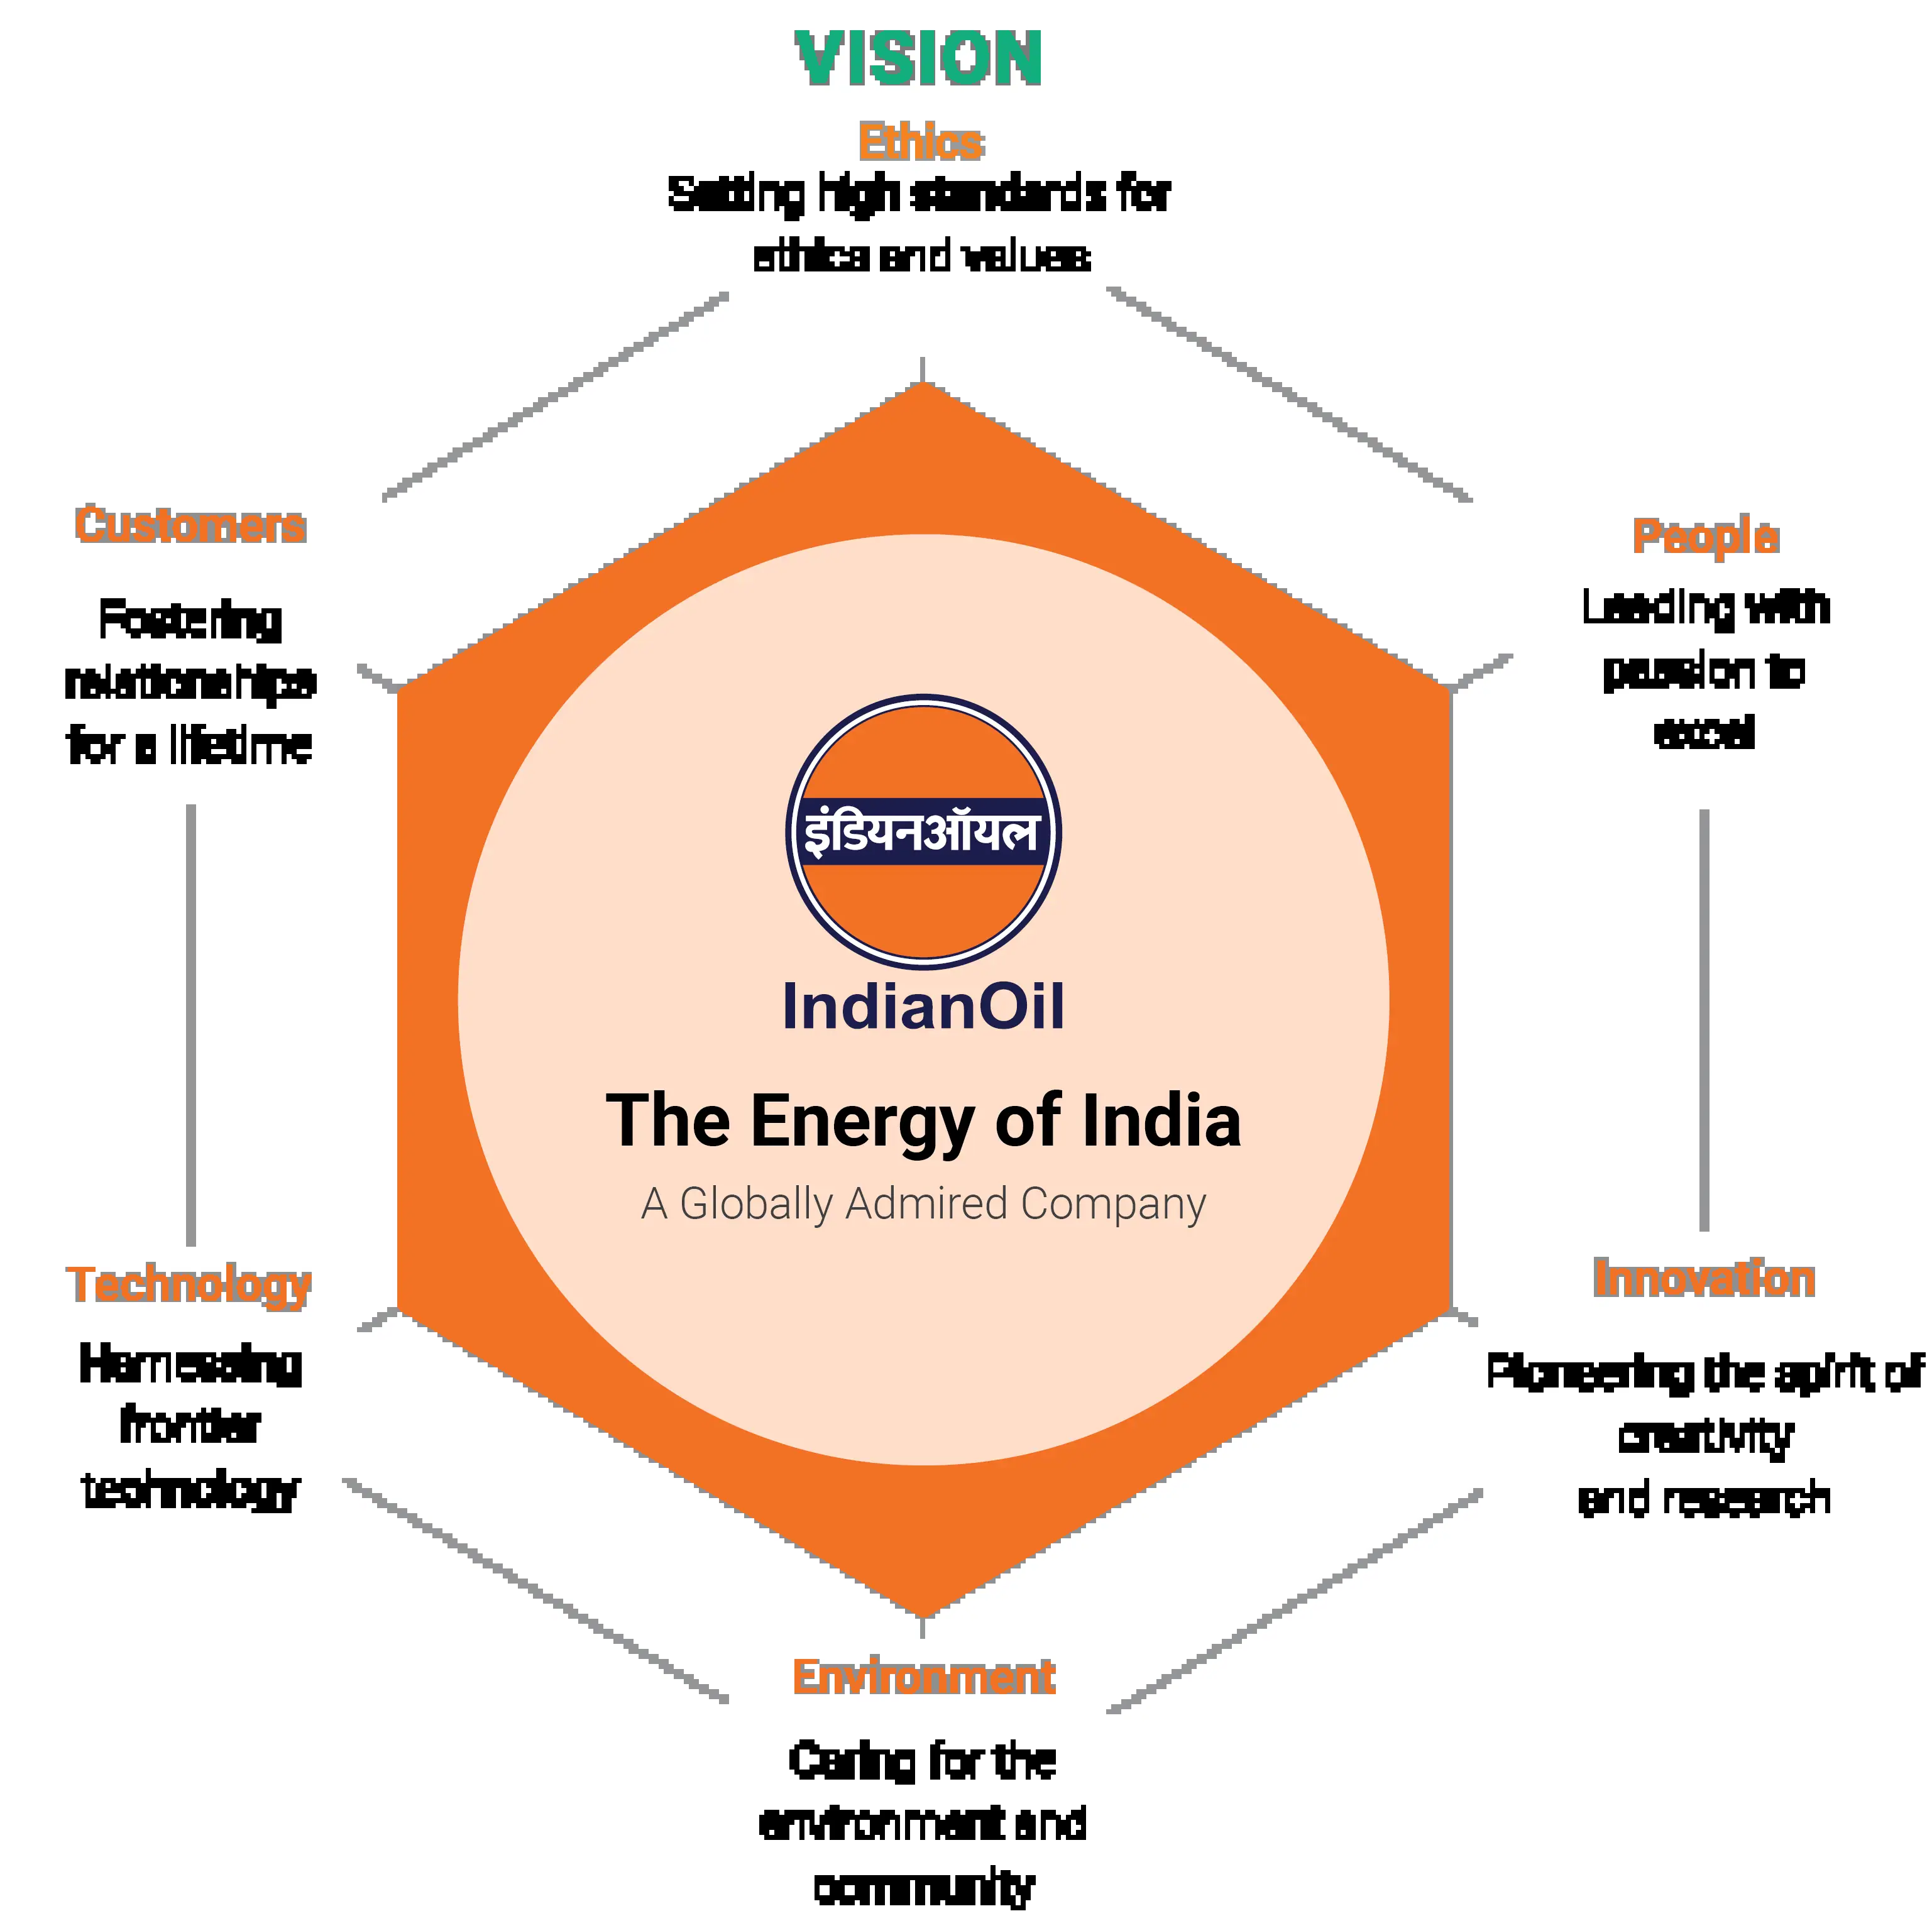 VISION
Ethics
Setting high standards for
ethics and values
Customers
Fostering
relationships
for a lifetime
People
Leading with
passion to
excel
इंडियनऑयल
IndianOil
The Energy of India
A Globally Admired Company
Technology
Harnessing
frontier
technology
Innovation
Pioneering the spirit of
creativity
and research
Environment
Caring for the
environment and
community